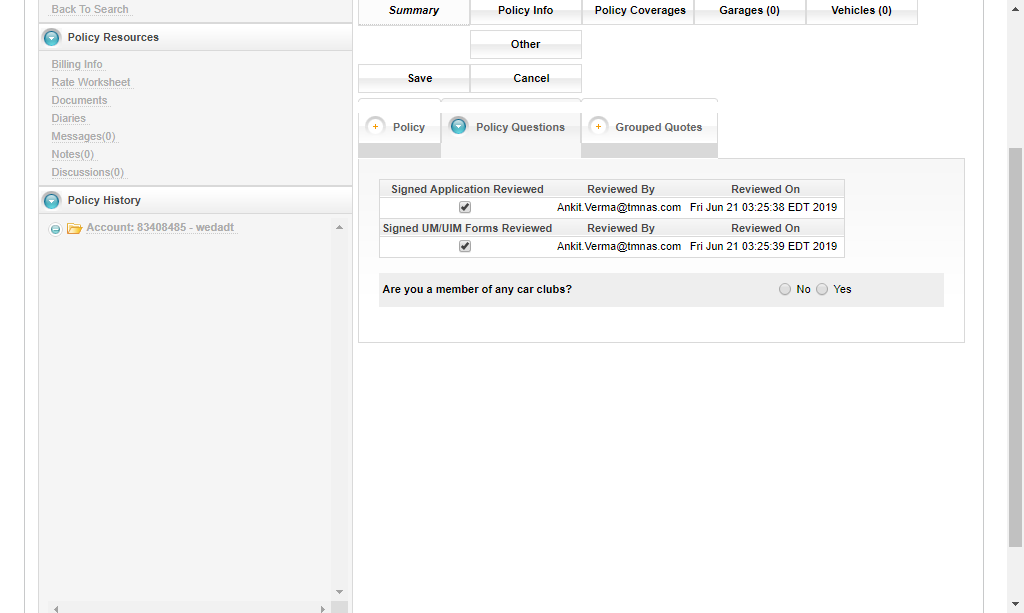 Back To Search
Policy Resources
Billing Info
Rate Worksheet
Documents
Diaries
Messages(0)
Notes(0)
Discussions(0)
Policy History
Account: 83408485 - wedadt
Summary Policy Info Policy Coverages Garages (0) Vehicles (0)
Other
Save Cancel
Policy Policy Questions Grouped Quotes
Signed Application Reviewed Reviewed By Reviewed On
Ankit.Verma@tmnas.com Fri Jun 21 03:25:38 EDT 2019
Signed UM/UIM Forms Reviewed Reviewed By Reviewed On
Ankit.Verma@tmnas.com Fri Jun 21 03:25:39 EDT 2019
Are you a member of any car clubs? No Yes